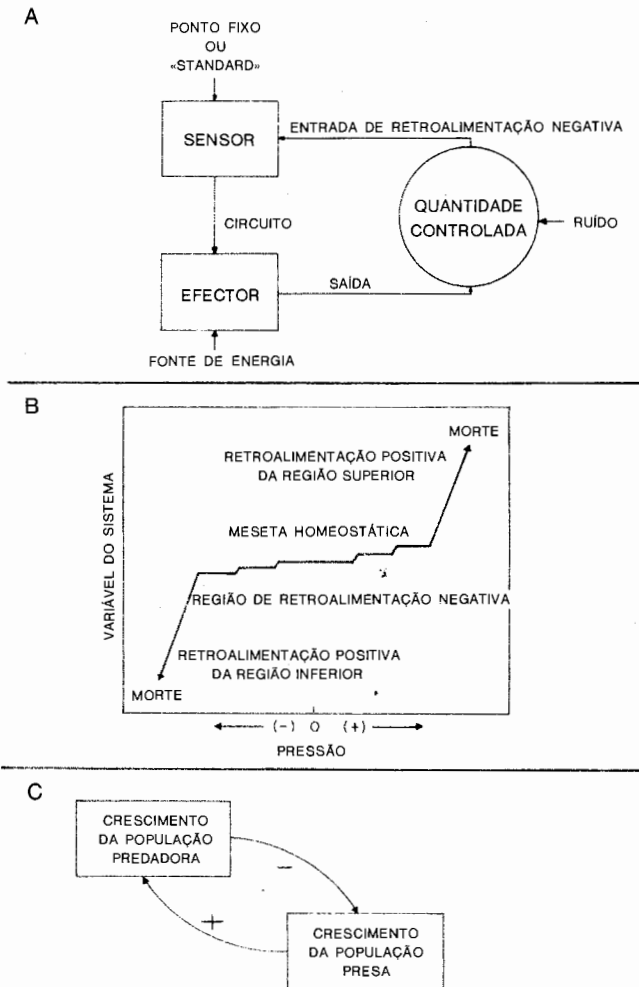 A
PONTO FIXO
OU
«STANDARD»
SENSOR
ENTRADA DE RETROALIMENTAÇÃO NEGATIVA
QUANTIDADE
CONTROLADA
RUÍDO
CIRCUITO
EFECTOR
SAÍDA
FONTE DE ENERGIA
B
MORTE
RETROALIMENTAÇÃO POSITIVA
DA REGIÃO SUPERIOR
MESETA HOMEOSTÁTICA
VARIÁVEL DO SISTEMA
REGIÃO DE RETROALIMENTAÇÃO NEGATIVA
RETROALIMENTAÇÃO POSITIVA
DA REGIÃO INFERIOR
MORTE
(-) 0 (+)
PRESSÃO
C
CRESCIMENTO
DA POPULAÇÃO
PREDADORA
−
+
CRESCIMENTO
DA POPULAÇÃO
PRESA